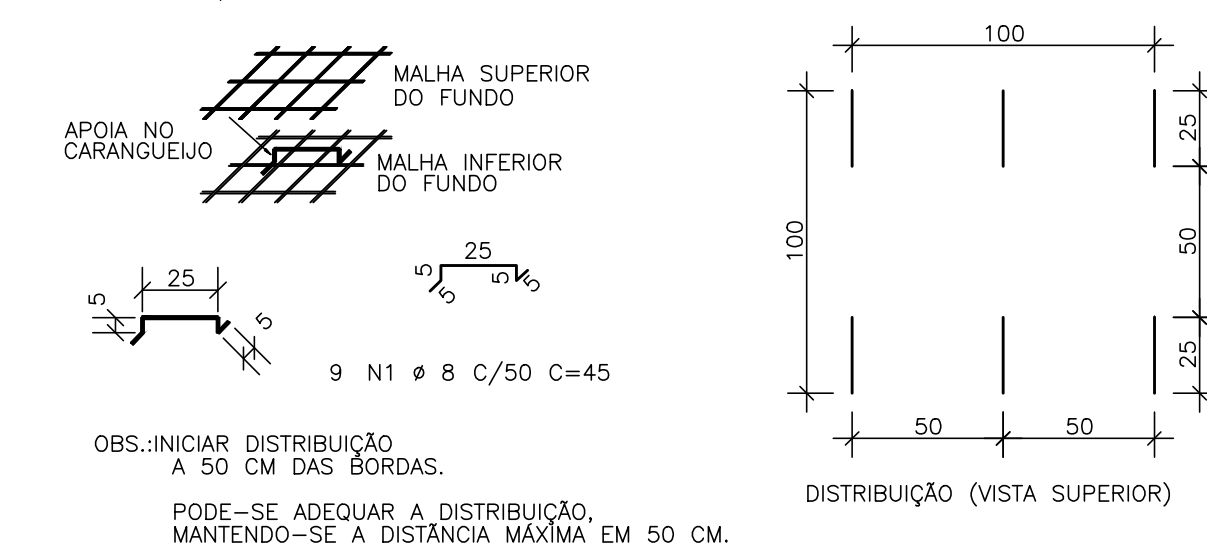 MALHA SUPERIOR
DO FUNDO
APOIA NO
CARANGUEIJO
MALHA INFERIOR
DO FUNDO
25
5
5
25
5
5
5
5
9 N1 ø 8 C/50 C=45
OBS.:INICIAR DISTRIBUIÇÃO
A 50 CM DAS BORDAS.
PODE-SE ADEQUAR A DISTRIBUIÇÃO,
MANTENDO-SE A DISTÃNCIA MÁXIMA EM 50 CM.
100
100
25
50
25
50
50
DISTRIBUIÇÃO (VISTA SUPERIOR)